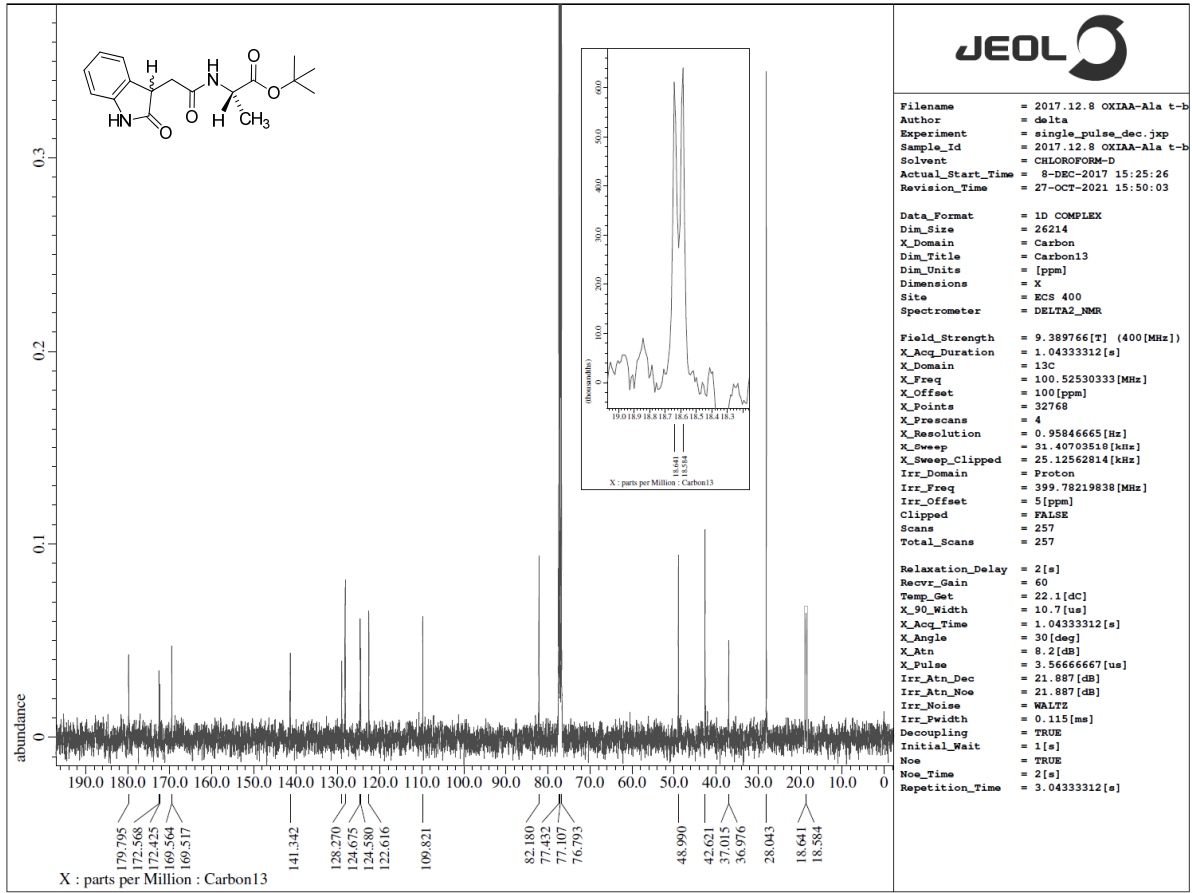 JEOL
H
H
N
O
O
O
HN
O
H
CH3
Filename = 2017.12.8 OXIAA-Ala t-b
Author = delta
Experiment = single_pulse_dec.jxp
Sample_Id = 2017.12.8 OXIAA-Ala t-b
Solvent = CHLOROFORM-D
Actual_Start_Time = 8-DEC-2017 15:25:26
Revision_Time = 27-OCT-2021 15:50:03
Data_Format = 1D COMPLEX
Dim_Size = 26214
X_Domain = Carbon
Dim_Title = Carbon13
Dim_Units = [ppm]
Dimensions = X
Site = ECS 400
Spectrometer = DELTA2_NMR
Field_Strength = 9.389766[T] (400[MHz])
X_Acq_Duration = 1.04333312[s]
X_Domain = 13C
X_Freq = 100.52530333[MHz]
X_Offset = 100[ppm]
X_Points = 32768
X_Prescans = 4
X_Resolution = 0.95846665[Hz]
X_Sweep = 31.40703518[kHz]
X_Sweep_Clipped = 25.12562814[kHz]
Irr_Domain = Proton
Irr_Freq = 399.78219838[MHz]
Irr_Offset = 5[ppm]
Clipped = FALSE
Scans = 257
Total_Scans = 257
Relaxation_Delay = 2[s]
Recvr_Gain = 60
Temp_Get = 22.1[dC]
X_90_Width = 10.7[us]
X_Acq_Time = 1.04333312[s]
X_Angle = 30[deg]
X_Atn = 8.2[dB]
X_Pulse = 3.56666667[us]
Irr_Atn_Dec = 21.887[dB]
Irr_Atn_Noe = 21.887[dB]
Irr_Noise = WALTZ
Irr_Pwidth = 0.115[ms]
Decoupling = TRUE
Initial_Wait = 1[s]
Noe = TRUE
Noe_Time = 2[s]
Repetition_Time = 3.04333312[s]
60.0
50.0
40.0
30.0
20.0
10.0
0
(thousandths)
19.0 18.9 18.8 18.7 18.6 18.5 18.4 18.3
18.641
18.584
X : parts per Million : Carbon13
0.3
0.2
0.1
0
abundance
190.0 180.0 170.0 160.0 150.0 140.0 130.0 120.0 110.0 100.0 90.0 80.0 70.0 60.0 50.0 40.0 30.0 20.0 10.0 0
179.795
172.568
172.425
169.564
169.517
141.342
128.270
124.675
124.580
122.616
109.821
82.180
77.432
77.107
76.793
48.990
42.621
37.015
36.976
28.043
18.641
18.584
X : parts per Million : Carbon13